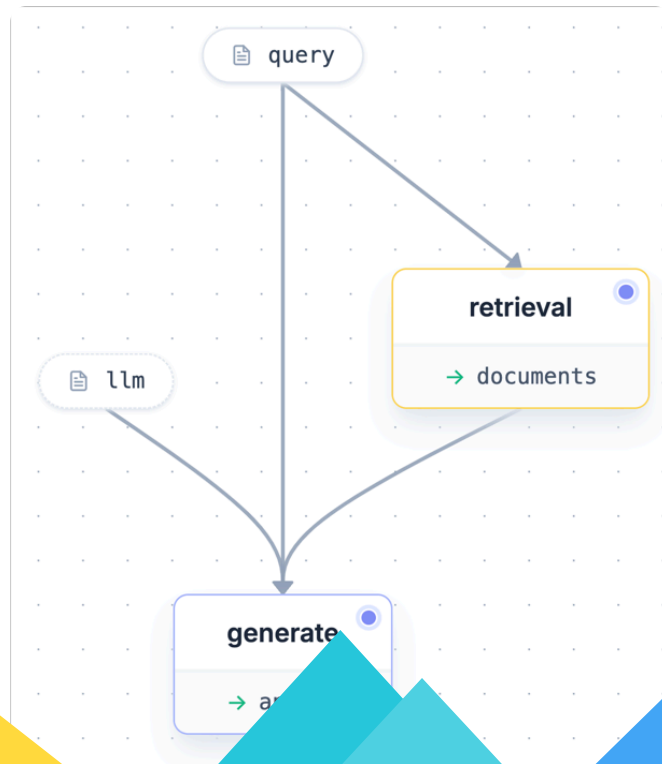 query
retrieval
→ documents
llm
generate
→